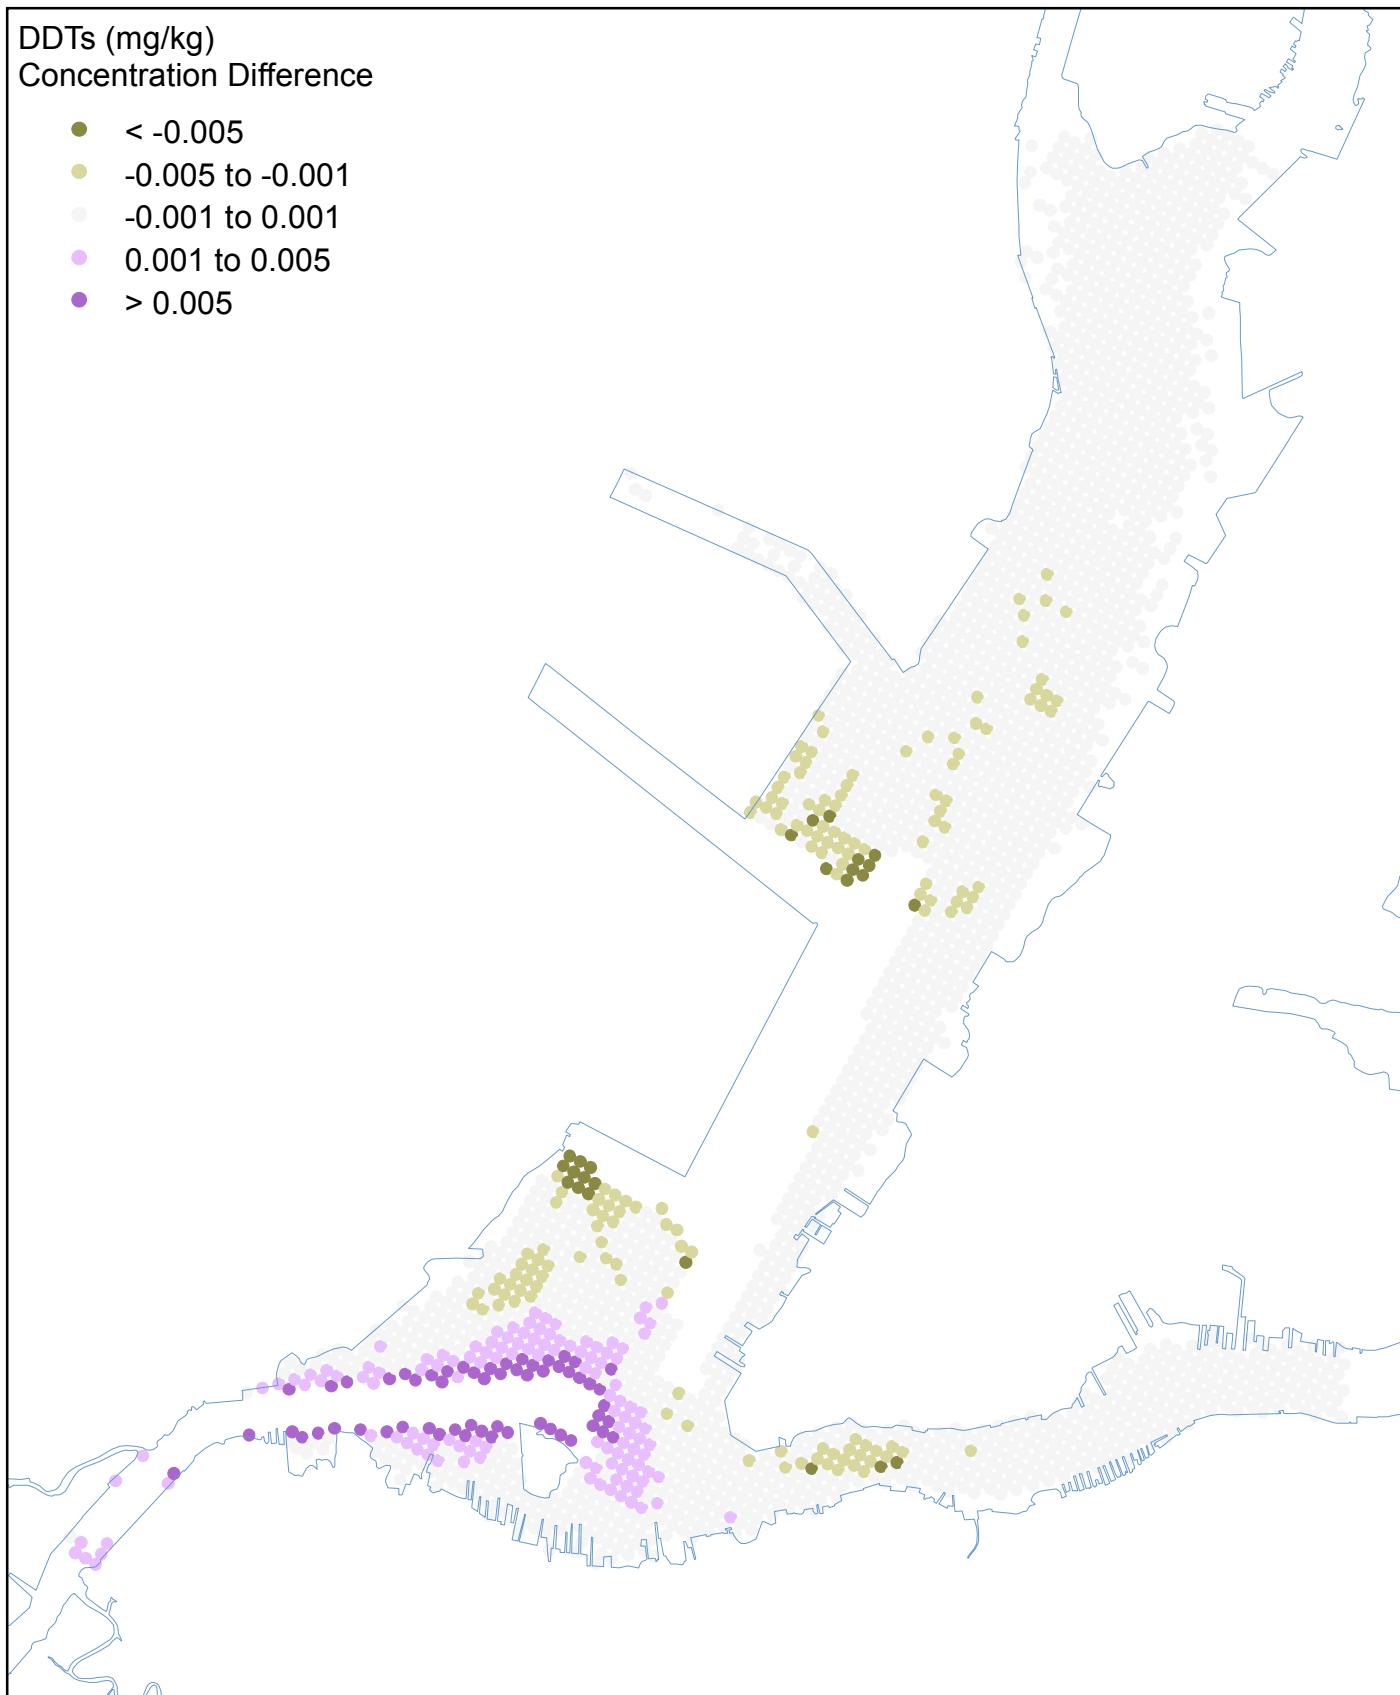 DDTs (mg/kg)
Concentration Difference
< -0.005
-0.005 to -0.001
-0.001 to 0.001
0.001 to 0.005
> 0.005